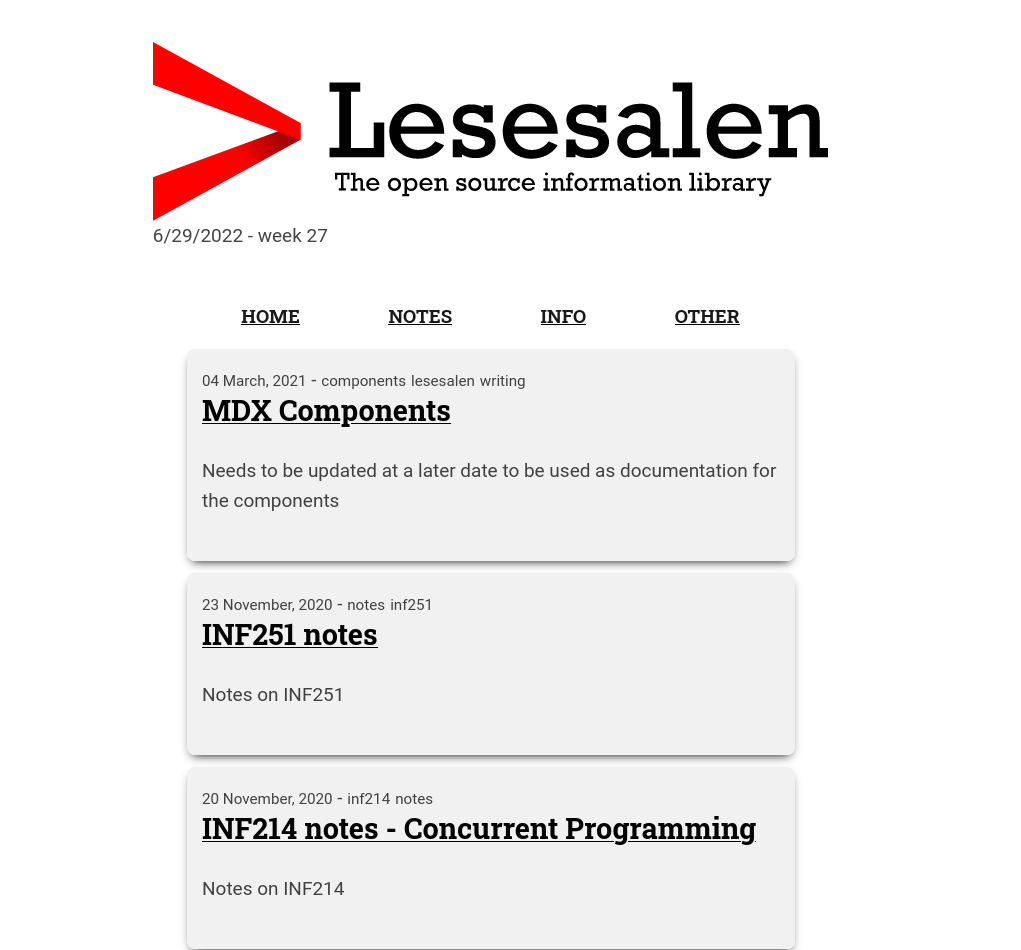 Lesesalen
The open source information library
6/29/2022 - week 27
HOME NOTES INFO OTHER
04 March, 2021 - components lesesalen writing
MDX Components
Needs to be updated at a later date to be used as documentation for
the components
23 November, 2020 - notes inf251
INF251 notes
Notes on INF251
20 November, 2020 - inf214 notes
INF214 notes - Concurrent Programming
Notes on INF214